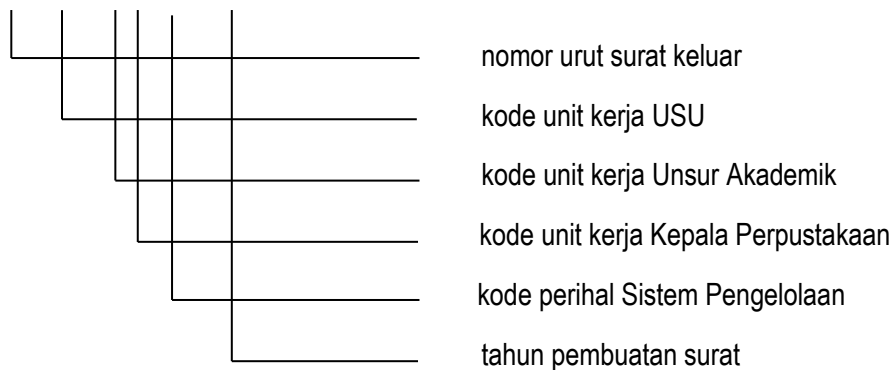 nomor urut surat keluar
kode unit kerja USU
kode unit kerja Unsur Akademik
kode unit kerja Kepala Perpustakaan
kode perihal Sistem Pengelolaan
tahun pembuatan surat